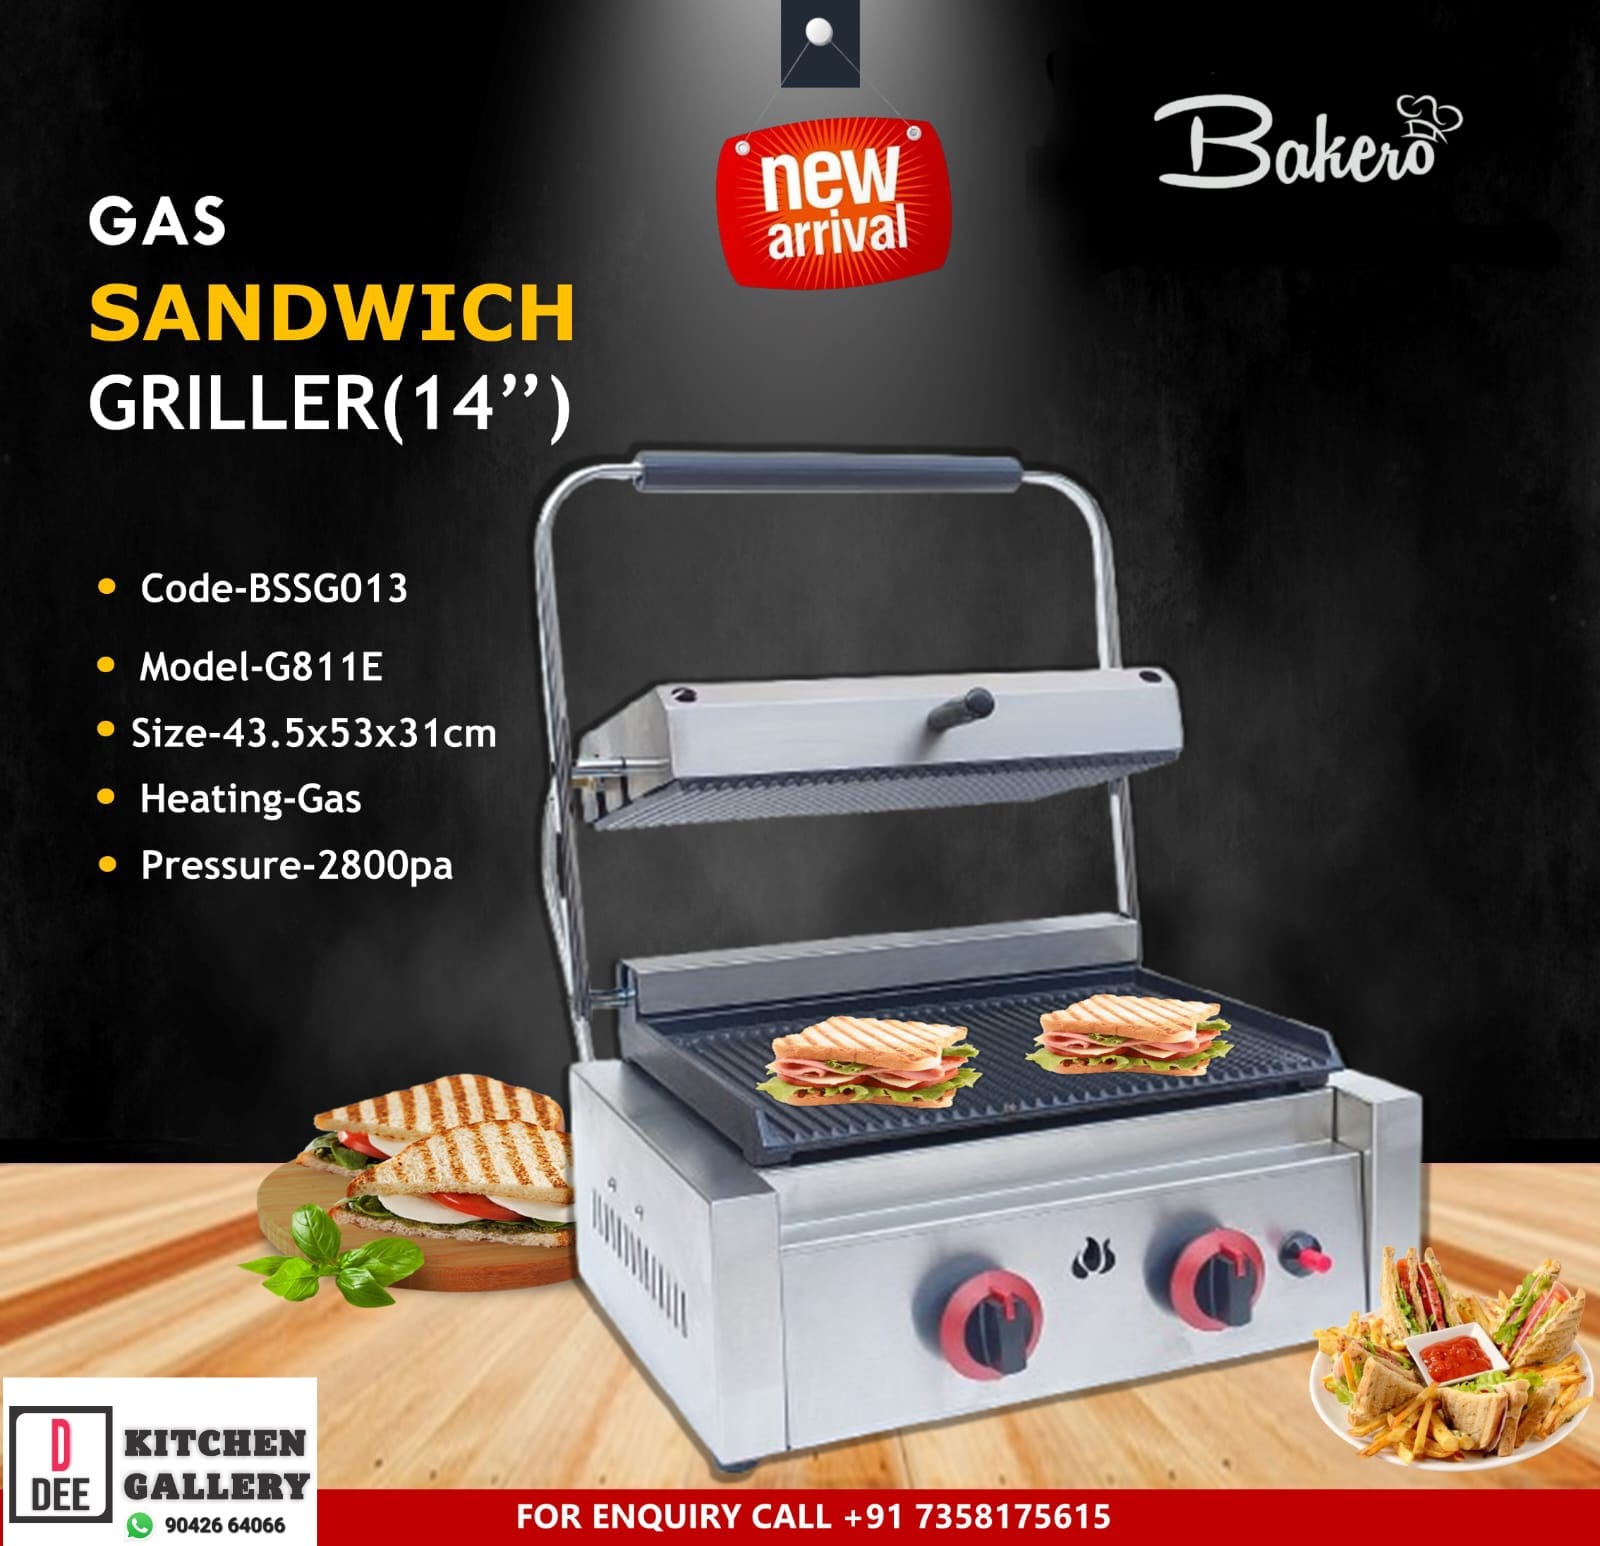 new
arrival
Bakero
GAS
SANDWICH
GRILLER(14’’)
Code-BSSG013
Model-G811E
Size-43.5x53x31cm
Heating-Gas
Pressure-2800pa
D
DEE
KITCHEN
GALLERY
90426 64066
FOR ENQUIRY CALL +91 7358175615